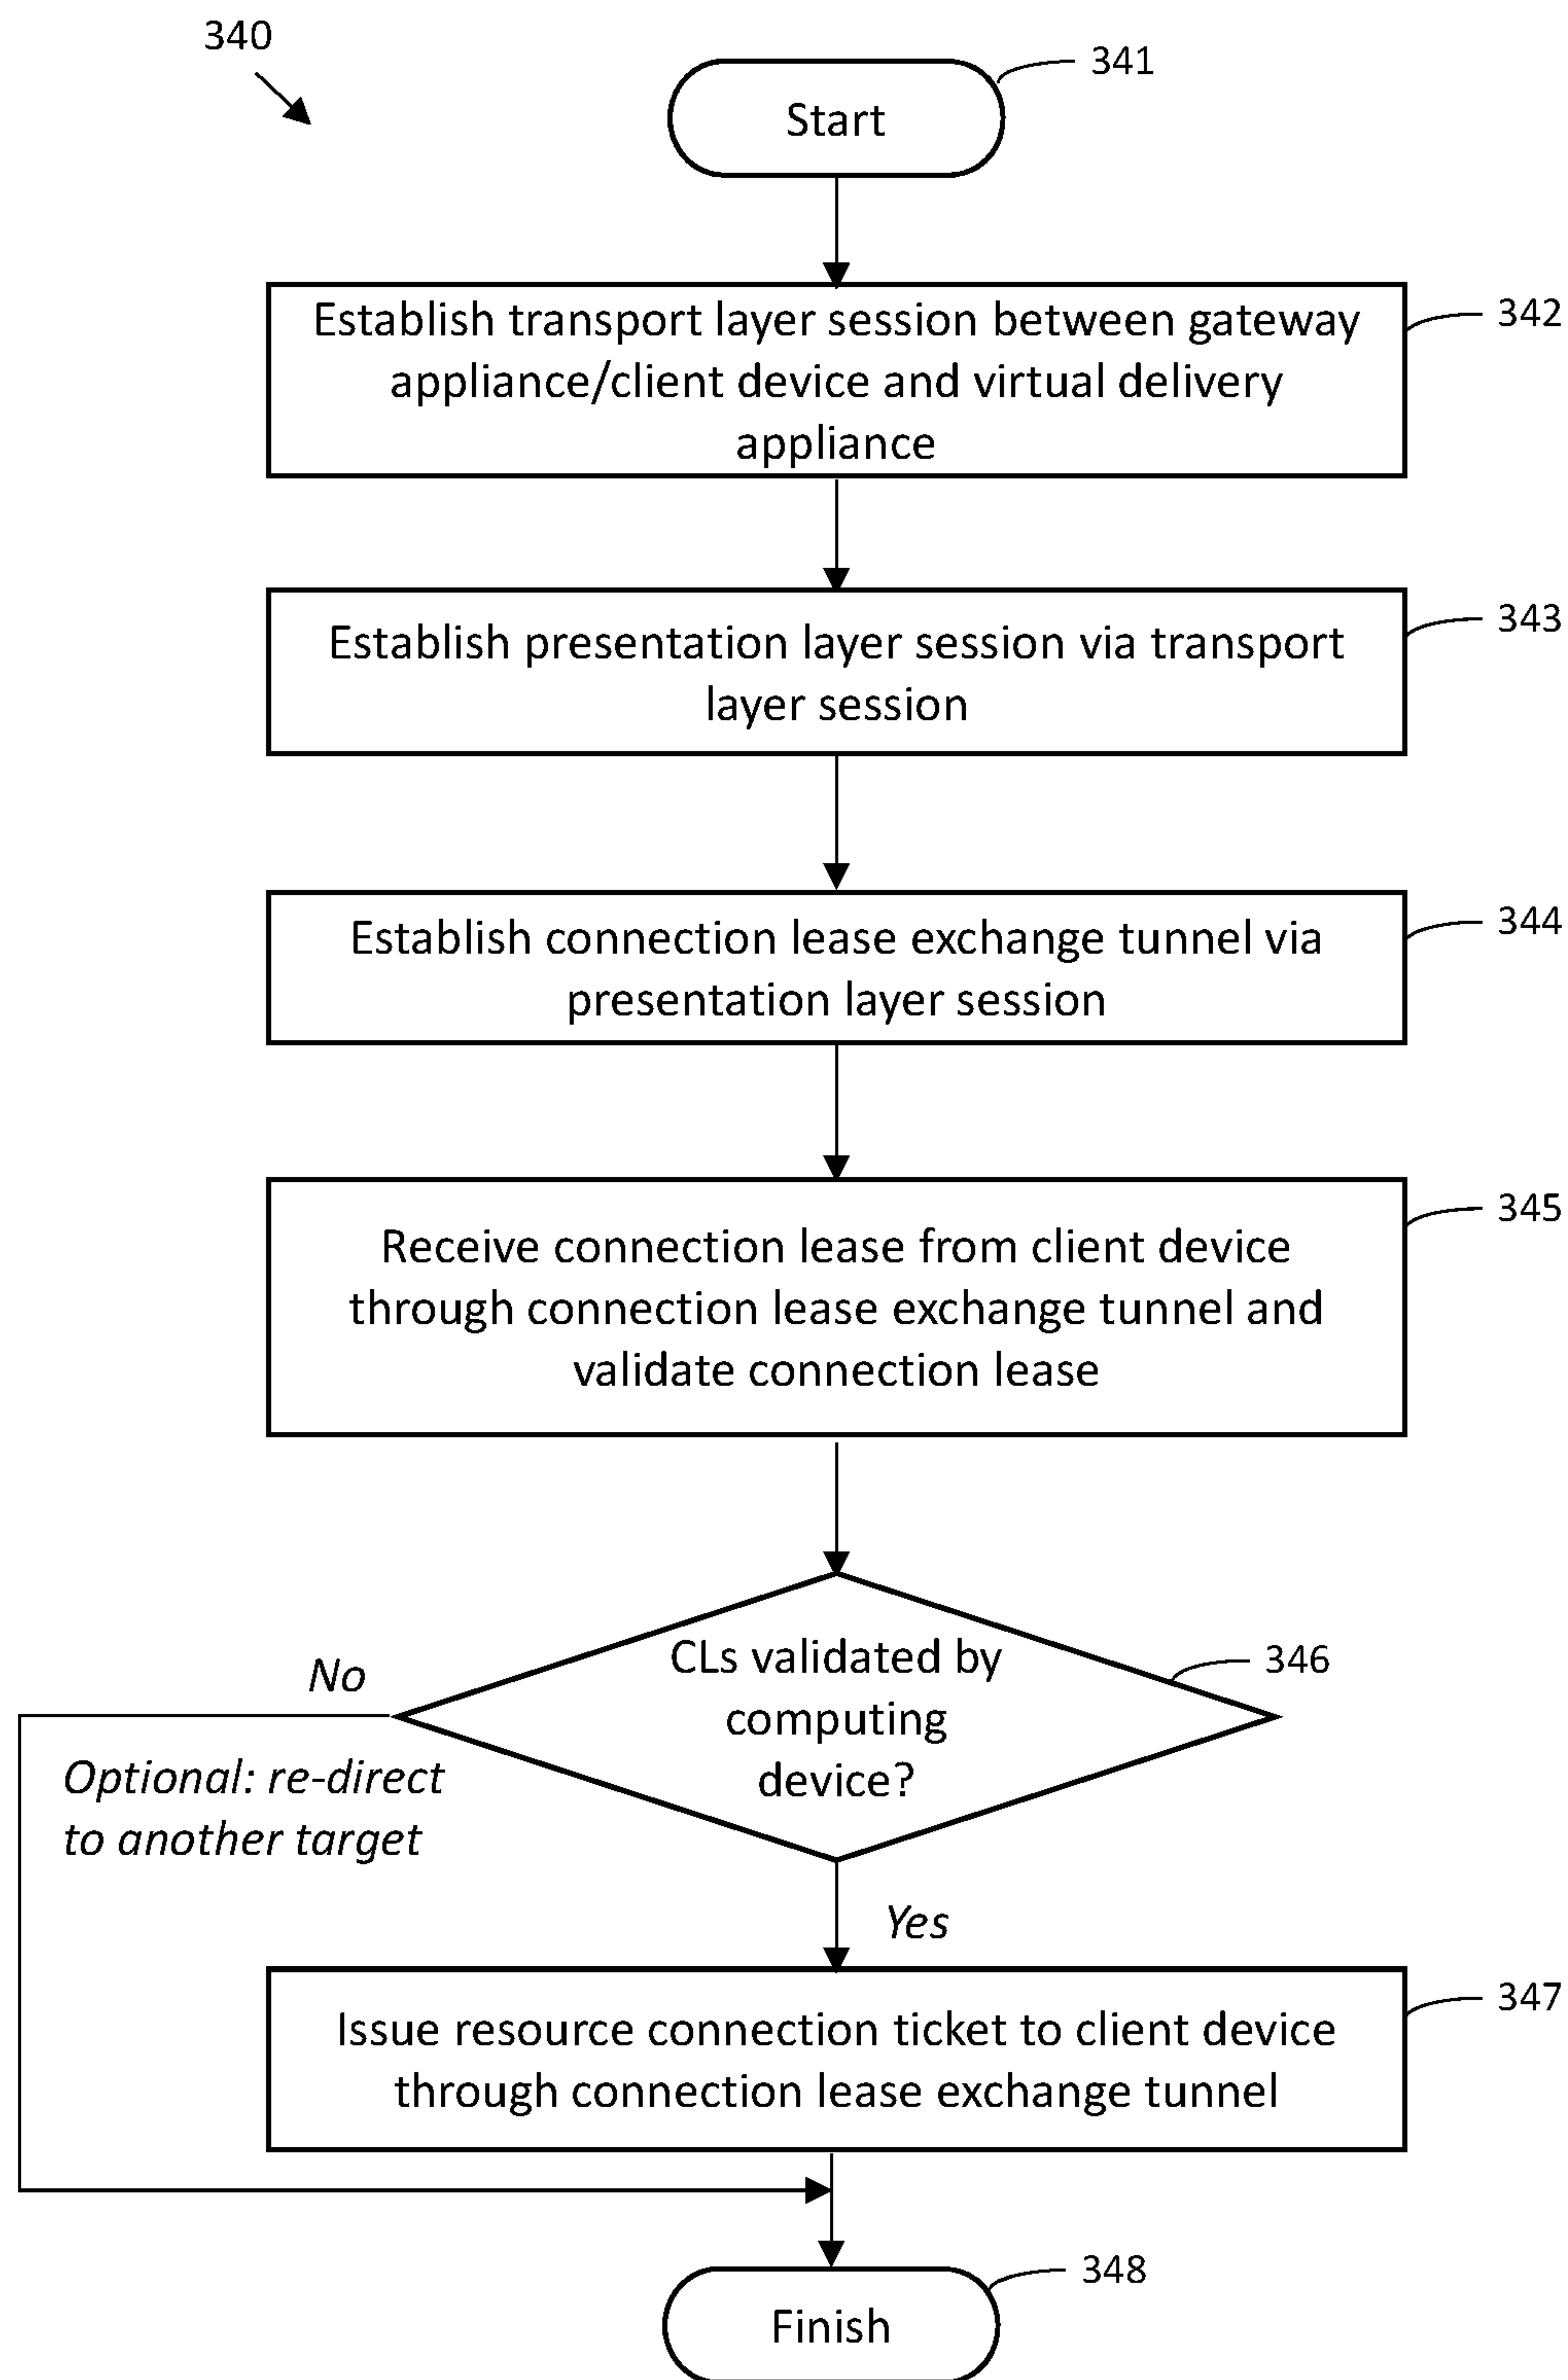 340
341
Start
342
Establish transport layer session between gateway
appliance/client device and virtual delivery
appliance
343
Establish presentation layer session via transport
layer session
344
Establish connection lease exchange tunnel via
presentation layer session
345
Receive connection lease from client device
through connection lease exchange tunnel and
validate connection lease
346
CLs validated by
computing
device?
No
Optional: re-direct
to another target
Yes
347
Issue resource connection ticket to client device
through connection lease exchange tunnel
348
Finish